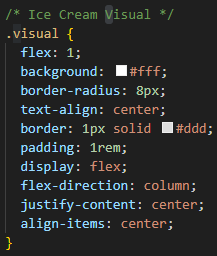 /* Ice Cream Visual */
.visual {
flex: 1;
background: #fff;
border-radius: 8px;
text-align: center;
border: 1px solid #ddd;
padding: 1rem;
display: flex;
flex-direction: column;
justify-content: center;
align-items: center;
}